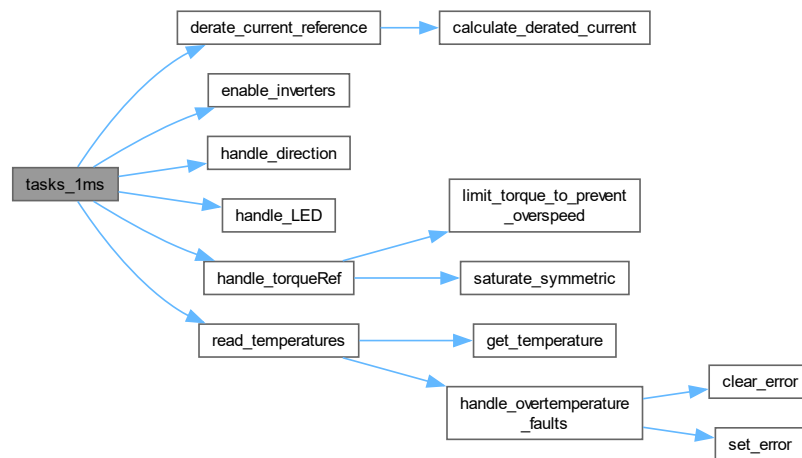 derate_current_reference
calculate_derated_current
enable_inverters
handle_direction
tasks_1ms
handle_LED
limit_torque_to_prevent
_overspeed
handle_torqueRef
saturate_symmetric
read_temperatures
get_temperature
handle_overtemperature
_faults
clear_error
set_error